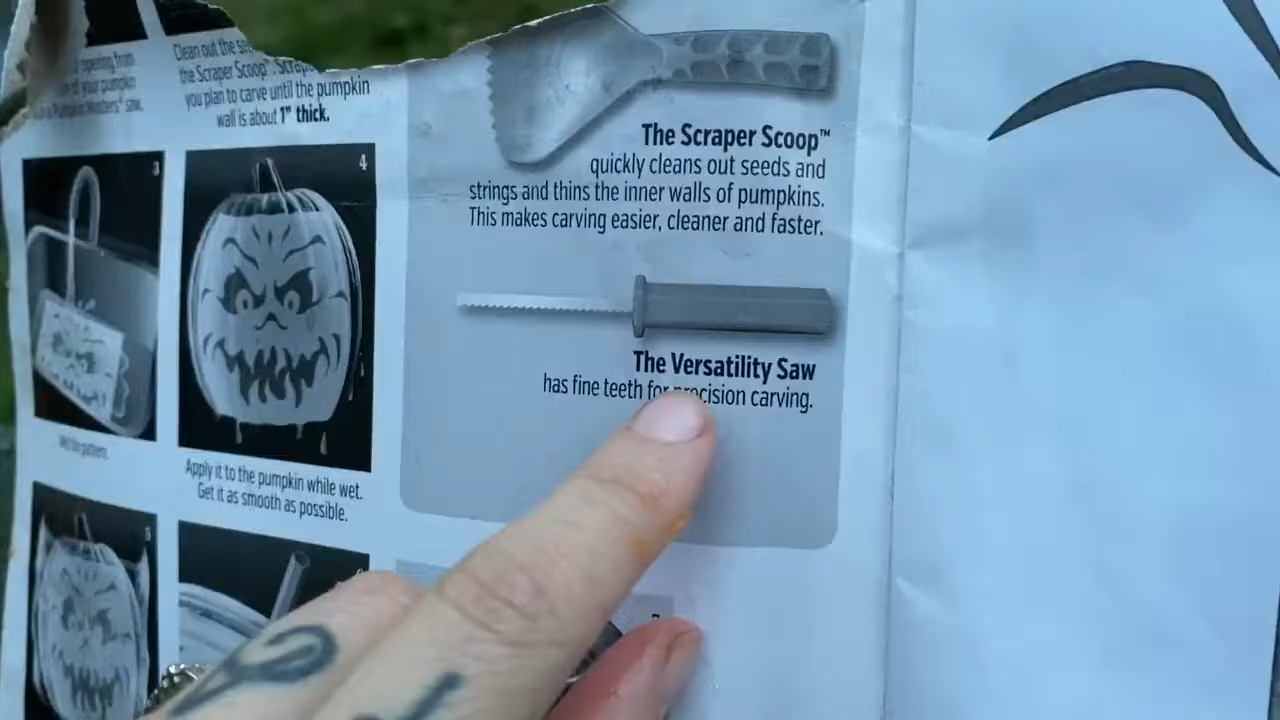 opening from
of your pumpkin
Pumpkin Masters® saw.
Clean out the
the Scraper Scoop™.
you plan to carve until the pumpkin
wall is about 1" thick.
3
4
Apply it to the pumpkin while wet.
Get it as smooth as possible.
The Scraper Scoop™
quickly cleans out seeds and
strings and thins the inner walls of pumpkins.
This makes carving easier, cleaner and faster.
The Versatility Saw
has fine teeth for precision carving.